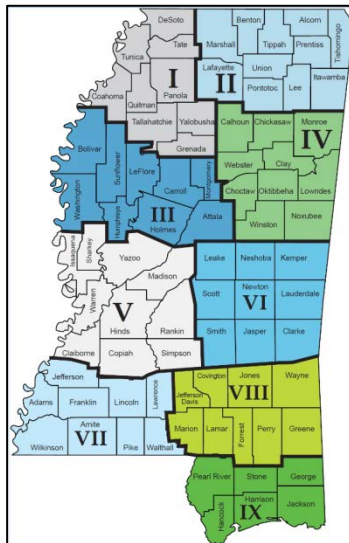 DeSoto
Benton
Alcorn
Tishomingo
Tate
Marshall
Tippah
Prentiss
Tunica
I
II
Panola
Lafayette
Union
Itawamba
Coahoma
Quitman
Pontotoc
Lee
Tallahatchie
Yalobusha
Calhoun
Chickasaw
Monroe
IV
Grenada
Bolivar
Sunflower
LeFlore
Carroll
Montgomery
Webster
Clay
Choctaw
Oktibbeha
Lowndes
Washington
Humphreys
III
Holmes
Attala
Winston
Noxubee
Issaquena
Sharkey
Yazoo
Madison
Leake
Neshoba
Kemper
Warren
V
Hinds
Rankin
Scott
Newton
VI
Lauderdale
Claiborne
Copiah
Simpson
Smith
Jasper
Clarke
Jefferson
Adams
Franklin
Lincoln
Lawrence
Covington
Jones
VIII
Wayne
Jefferson
Davis
Wilkinson
Amite
VII
Pike
Walthall
Marion
Lamar
Forrest
Perry
Greene
Pearl River
Stone
George
Hancock
Harrison
IX
Jackson